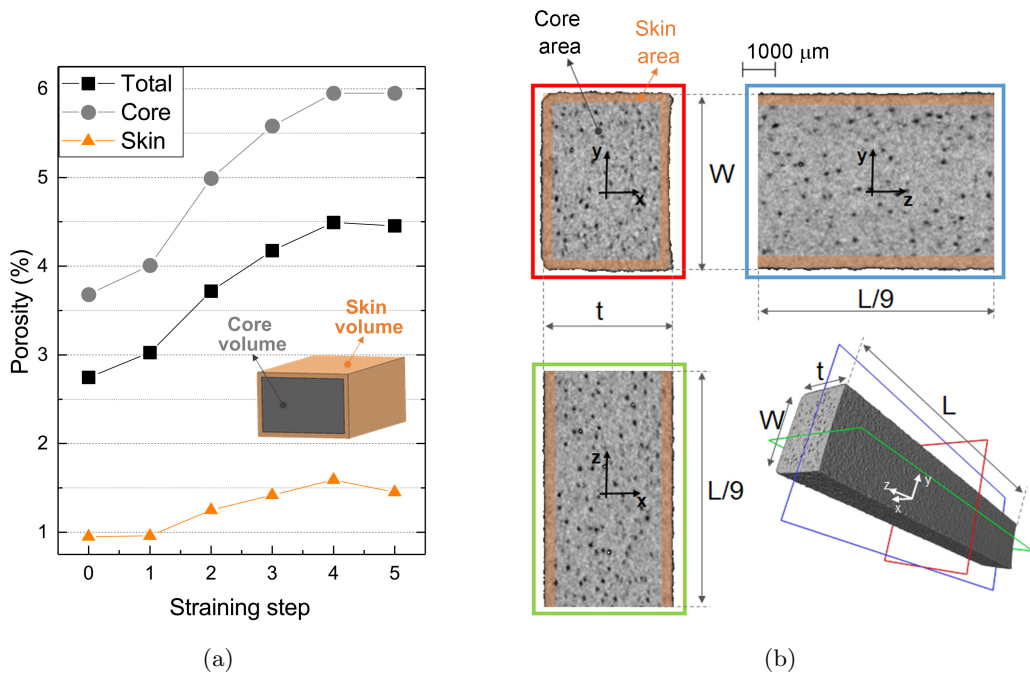 Total
Core
Skin
6
5
4
3
2
1
0 1 2 3 4 5
Porosity (%)
Straining step
Skin
volume
Core
volume
(a)
Core
area
Skin
area
1000 μm
y
x
W
y
z
t
L/9
z
x
L/9
t
W
L
z
y
x
(b)